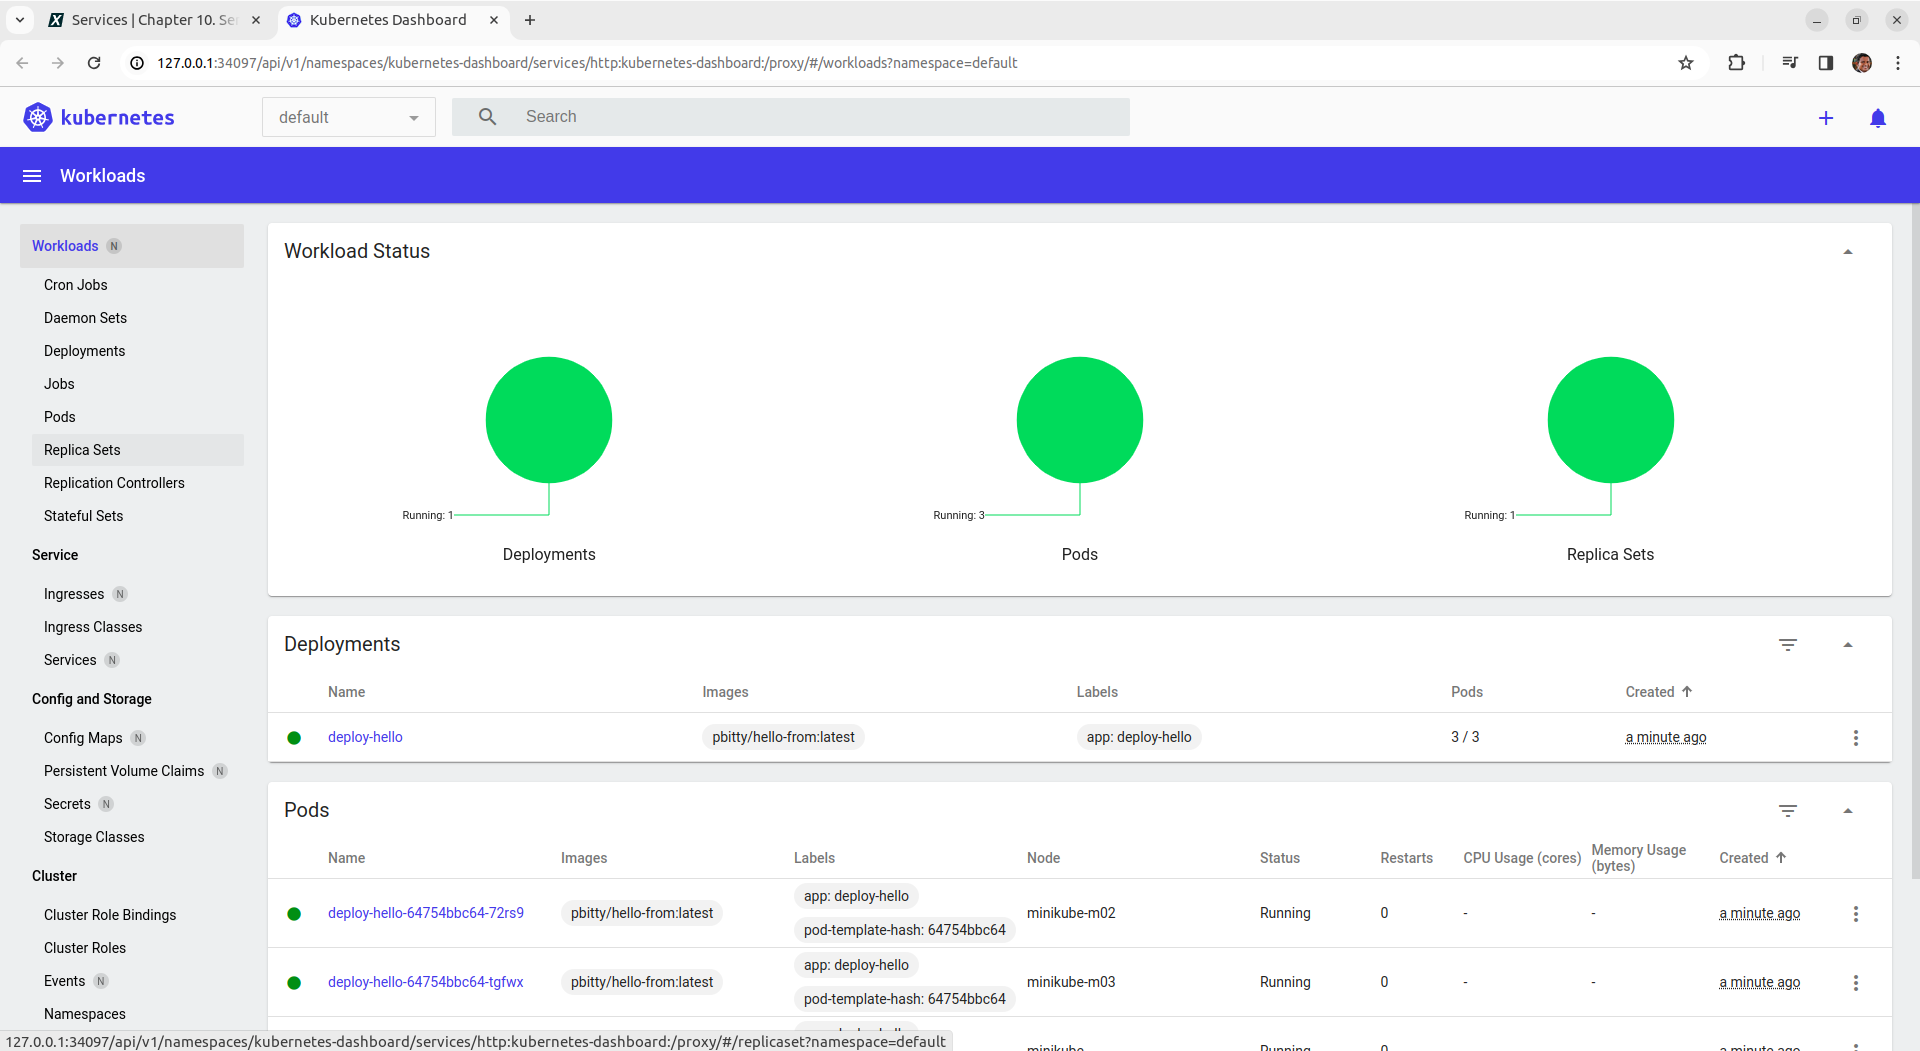 Services | Chapter 10. Se
Kubernetes Dashboard
127.0.0.1:34097/api/v1/namespaces/kubernetes-dashboard/services/http:kubernetes-dashboard:/proxy/#/workloads?namespace=default
kubernetes
default
Search
Workloads
Workloads N
Cron Jobs
Daemon Sets
Deployments
Jobs
Pods
Replica Sets
Replication Controllers
Stateful Sets
Service
Ingresses N
Ingress Classes
Services N
Config and Storage
Config Maps N
Persistent Volume Claims N
Secrets N
Storage Classes
Cluster
Cluster Role Bindings
Cluster Roles
Events N
Namespaces
Workload Status
Running: 1
Deployments
Running: 3
Pods
Running: 1
Replica Sets
Deployments
Name Images Labels Pods Created
deploy-hello pbitty/hello-from:latest app: deploy-hello 3 / 3 a minute ago
Pods
Name Images Labels Node Status Restarts CPU Usage (cores) Memory Usage (bytes) Created
deploy-hello-64754bbc64-72rs9 pbitty/hello-from:latest app: deploy-hello pod-template-hash: 64754bbc64 minikube-m02 Running 0 - - a minute ago
deploy-hello-64754bbc64-tgfwx pbitty/hello-from:latest app: deploy-hello pod-template-hash: 64754bbc64 minikube-m03 Running 0 - - a minute ago
minikube Running 0 a minute ago
127.0.0.1:34097/api/v1/namespaces/kubernetes-dashboard/services/http:kubernetes-dashboard:/proxy/#/replicaset?namespace=default